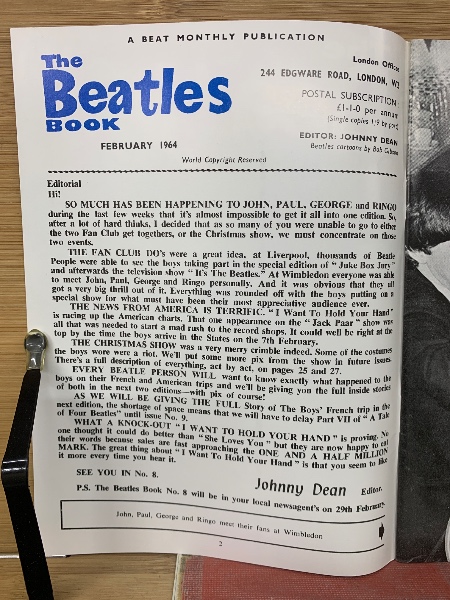 A BEAT MONTHLY PUBLICATION
The
Beatles
BOOK
FEBRUARY 1964
London Office
244 EDGWARE ROAD, LONDON, W2
POSTAL SUBSCRIPTION
£1-1-0 per annum
(Single copies 1/9 by post)
EDITOR: JOHNNY DEAN
Beatles cartoons by Bob Gibson
World Copyright Reserved
Editorial
Hi!
SO MUCH HAS BEEN HAPPENING TO JOHN, PAUL, GEORGE and RINGO
during the last few weeks that it's almost impossible to get it all into one edition. So,
after a lot of hard thinks, I decided that as so many of you were unable to go to either
the two Fan Club get togethers, or the Christmas show, we must concentrate on those
two events.
THE FAN CLUB DO'S were a great idea. at Liverpool, thousands of Beatle
People were able to see the boys taking part in the special edition of "Juke Box Jury"
and afterwards the television show "It's The Beatles." At Wimbledon everyone was able
to meet John, Paul, George and Ringo personally. And it was obvious that they all
got a very big thrill out of it. Everything was rounded off with the boys putting on a
special show for what must have been their most appreciative audience ever.
THE NEWS FROM AMERICA IS TERRIFIC. "I Want To Hold Your Hand"
is racing up the American charts. That one appearance on the "Jack Paar" show was
all that was needed to start a mad rush to the record shops. It could well be right at the
top by the time the boys arrive in the States on the 7th February.
THE CHRISTMAS SHOW was a very merry crimble indeed. Some of the costumes
the boys wore were a riot. We'll put some more pix from the show in future issues.
There's a full description of everything, act by act, on pages 25 and 27.
EVERY BEATLE PERSON WILL want to know exactly what happened to the
boys on their French and American trips and we'll be giving you the full inside stories
of both in the next two editions—with pix of course!
AS WE WILL BE GIVING THE FULL Story of The Boys' French trip in the
next edition, the shortage of space means that we will have to delay Part VII of "A Tale
of Four Beatles" until issue No. 9.
WHAT A KNOCK-OUT "I WANT TO HOLD YOUR HAND" is proving. No
one thought it could do better than "She Loves You" but they are now happy to eat
their words because sales are fast approaching the ONE AND A HALF MILLION
MARK. The great thing about "I Want To Hold Your Hand" is that you seem to like
it more every time you hear it.
SEE YOU IN No. 8.
Johnny Dean Editor.
P.S. The Beatles Book No. 8 will be in your local newsagent's on 29th February.
John, Paul, George and Ringo meet their fans at Wimbledon
2